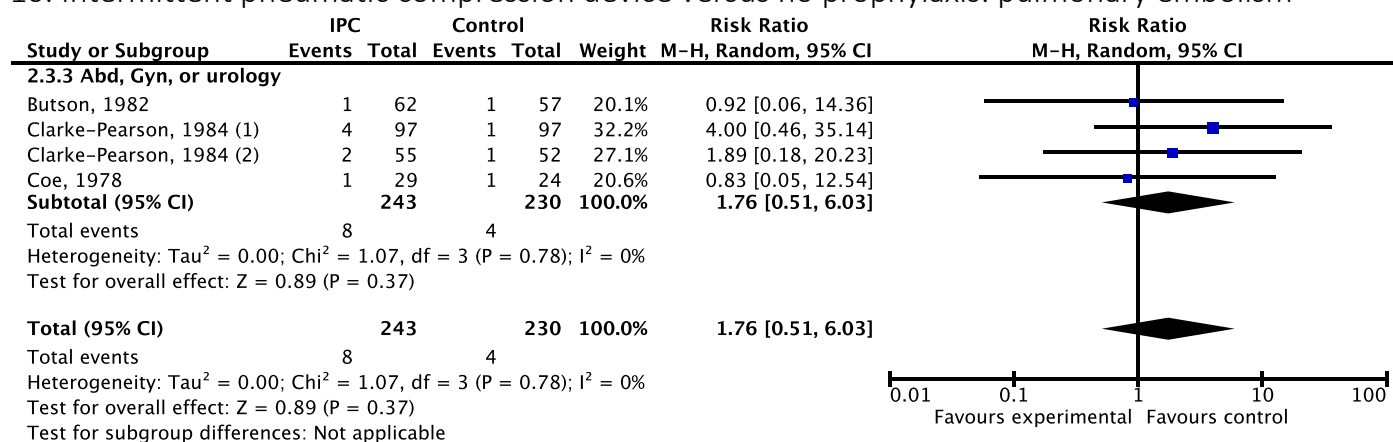 10. Intermittent pneumatic compression device versus no prophylaxis: pulmonary embolism
IPC Control Risk Ratio Risk Ratio
Study or Subgroup Events Total Events Total Weight M-H, Random, 95% CI M-H, Random, 95% CI
2.3.3 Abd, Gyn, or urology
Butson, 1982 1 62 1 57 20.1% 0.92 [0.06, 14.36]
Clarke-Pearson, 1984 (1) 4 97 1 97 32.2% 4.00 [0.46, 35.14]
Clarke-Pearson, 1984 (2) 2 55 1 52 27.1% 1.89 [0.18, 20.23]
Coe, 1978 1 29 1 24 20.6% 0.83 [0.05, 12.54]
Subtotal (95% CI) 243 230 100.0% 1.76 [0.51, 6.03]
Total events 8 4
Heterogeneity: Tau² = 0.00; Chi² = 1.07, df = 3 (P = 0.78); I² = 0%
Test for overall effect: Z = 0.89 (P = 0.37)
Total (95% CI) 243 230 100.0% 1.76 [0.51, 6.03]
Total events 8 4
Heterogeneity: Tau² = 0.00; Chi² = 1.07, df = 3 (P = 0.78); I² = 0%
Test for overall effect: Z = 0.89 (P = 0.37)
Test for subgroup differences: Not applicable
0.01 0.1 1 10 100
Favours experimental Favours control